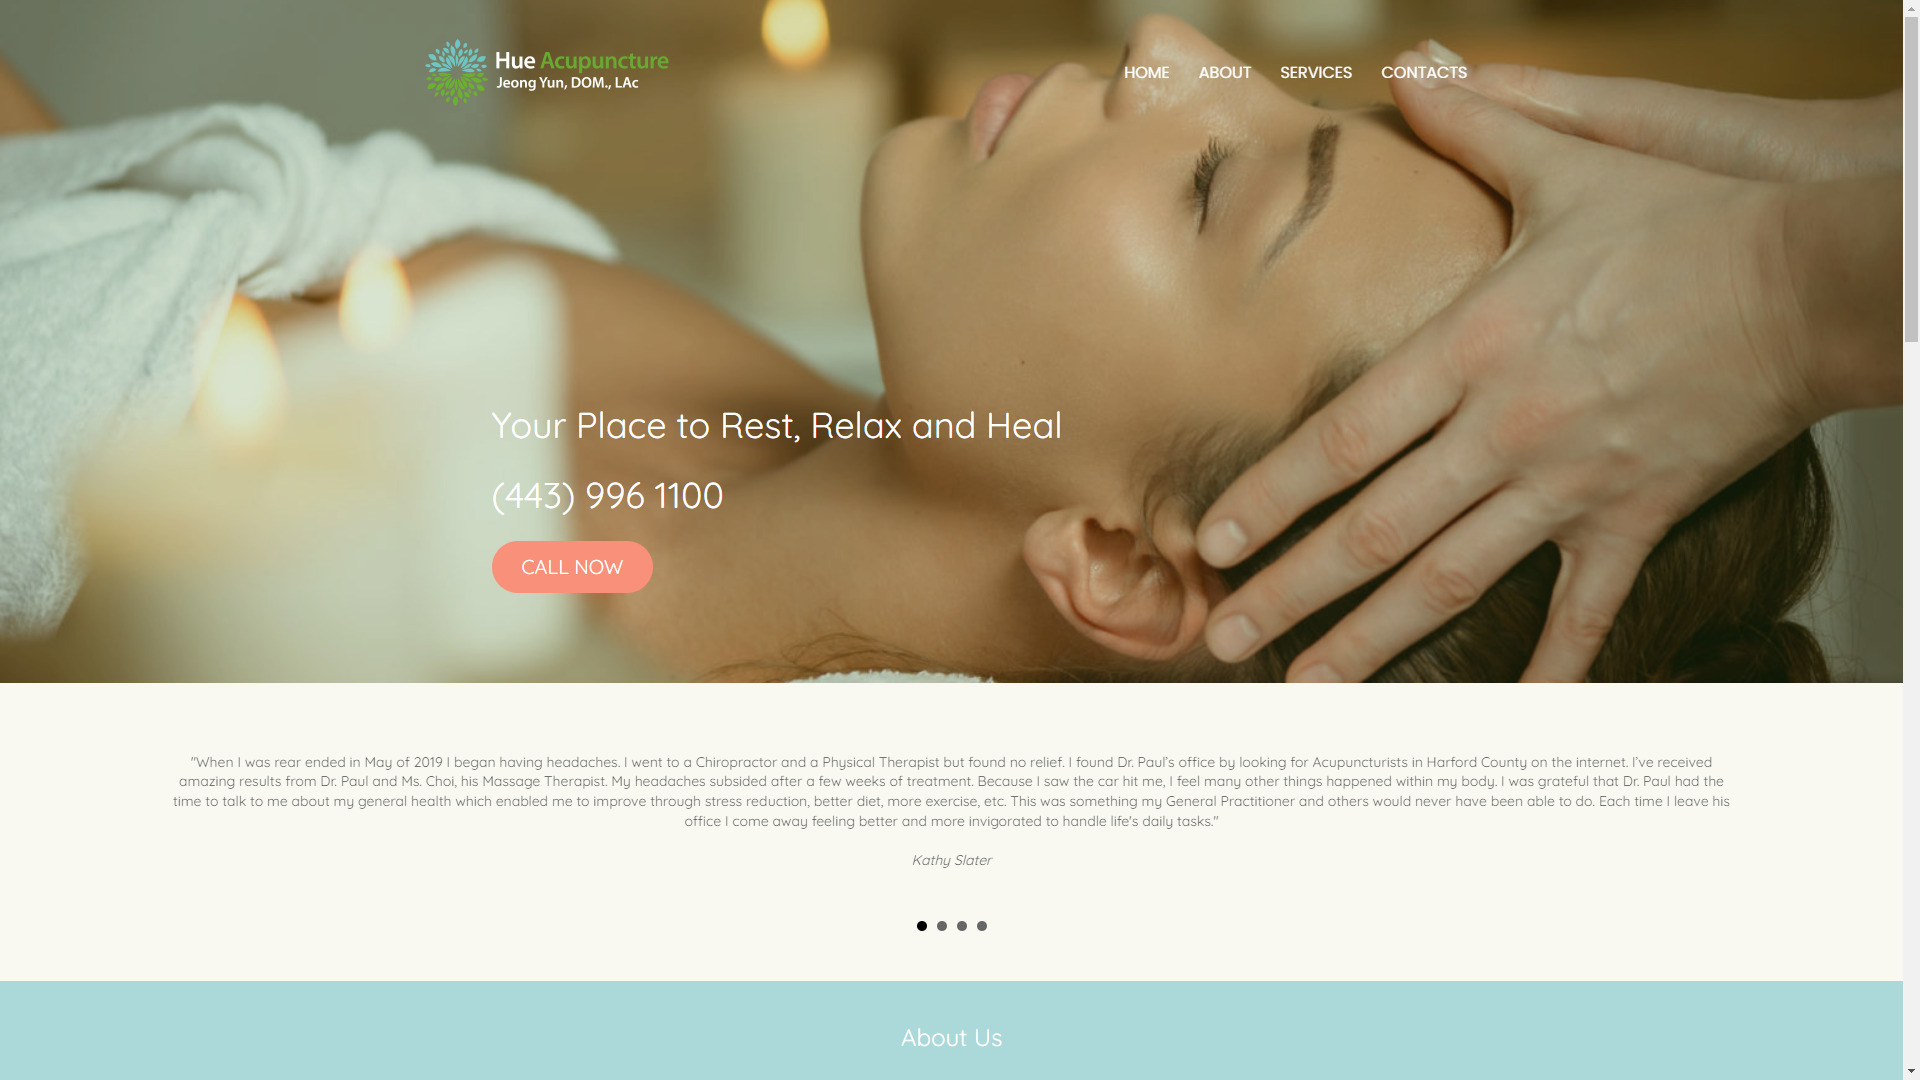 Hue Acupuncture
Jeong Yun, DOM., LAc
HOME ABOUT SERVICES CONTACTS
Your Place to Rest, Relax and Heal
(443) 996 1100
CALL NOW
"When I was rear ended in May of 2019 I began having headaches. I went to a Chiropractor and a Physical Therapist but found no relief. I found Dr. Paul's office by looking for Acupuncturists in Harford County on the internet. I've received
amazing results from Dr. Paul and Ms. Choi, his Massage Therapist. My headaches subsided after a few weeks of treatment. Because I saw the car hit me, I feel many other things happened within my body. I was grateful that Dr. Paul had the
time to talk to me about my general health which enabled me to improve through stress reduction, better diet, more exercise, etc. This was something my General Practitioner and others would never have been able to do. Each time I leave his
office I come away feeling better and more invigorated to handle life's daily tasks."
Kathy Slater
About Us